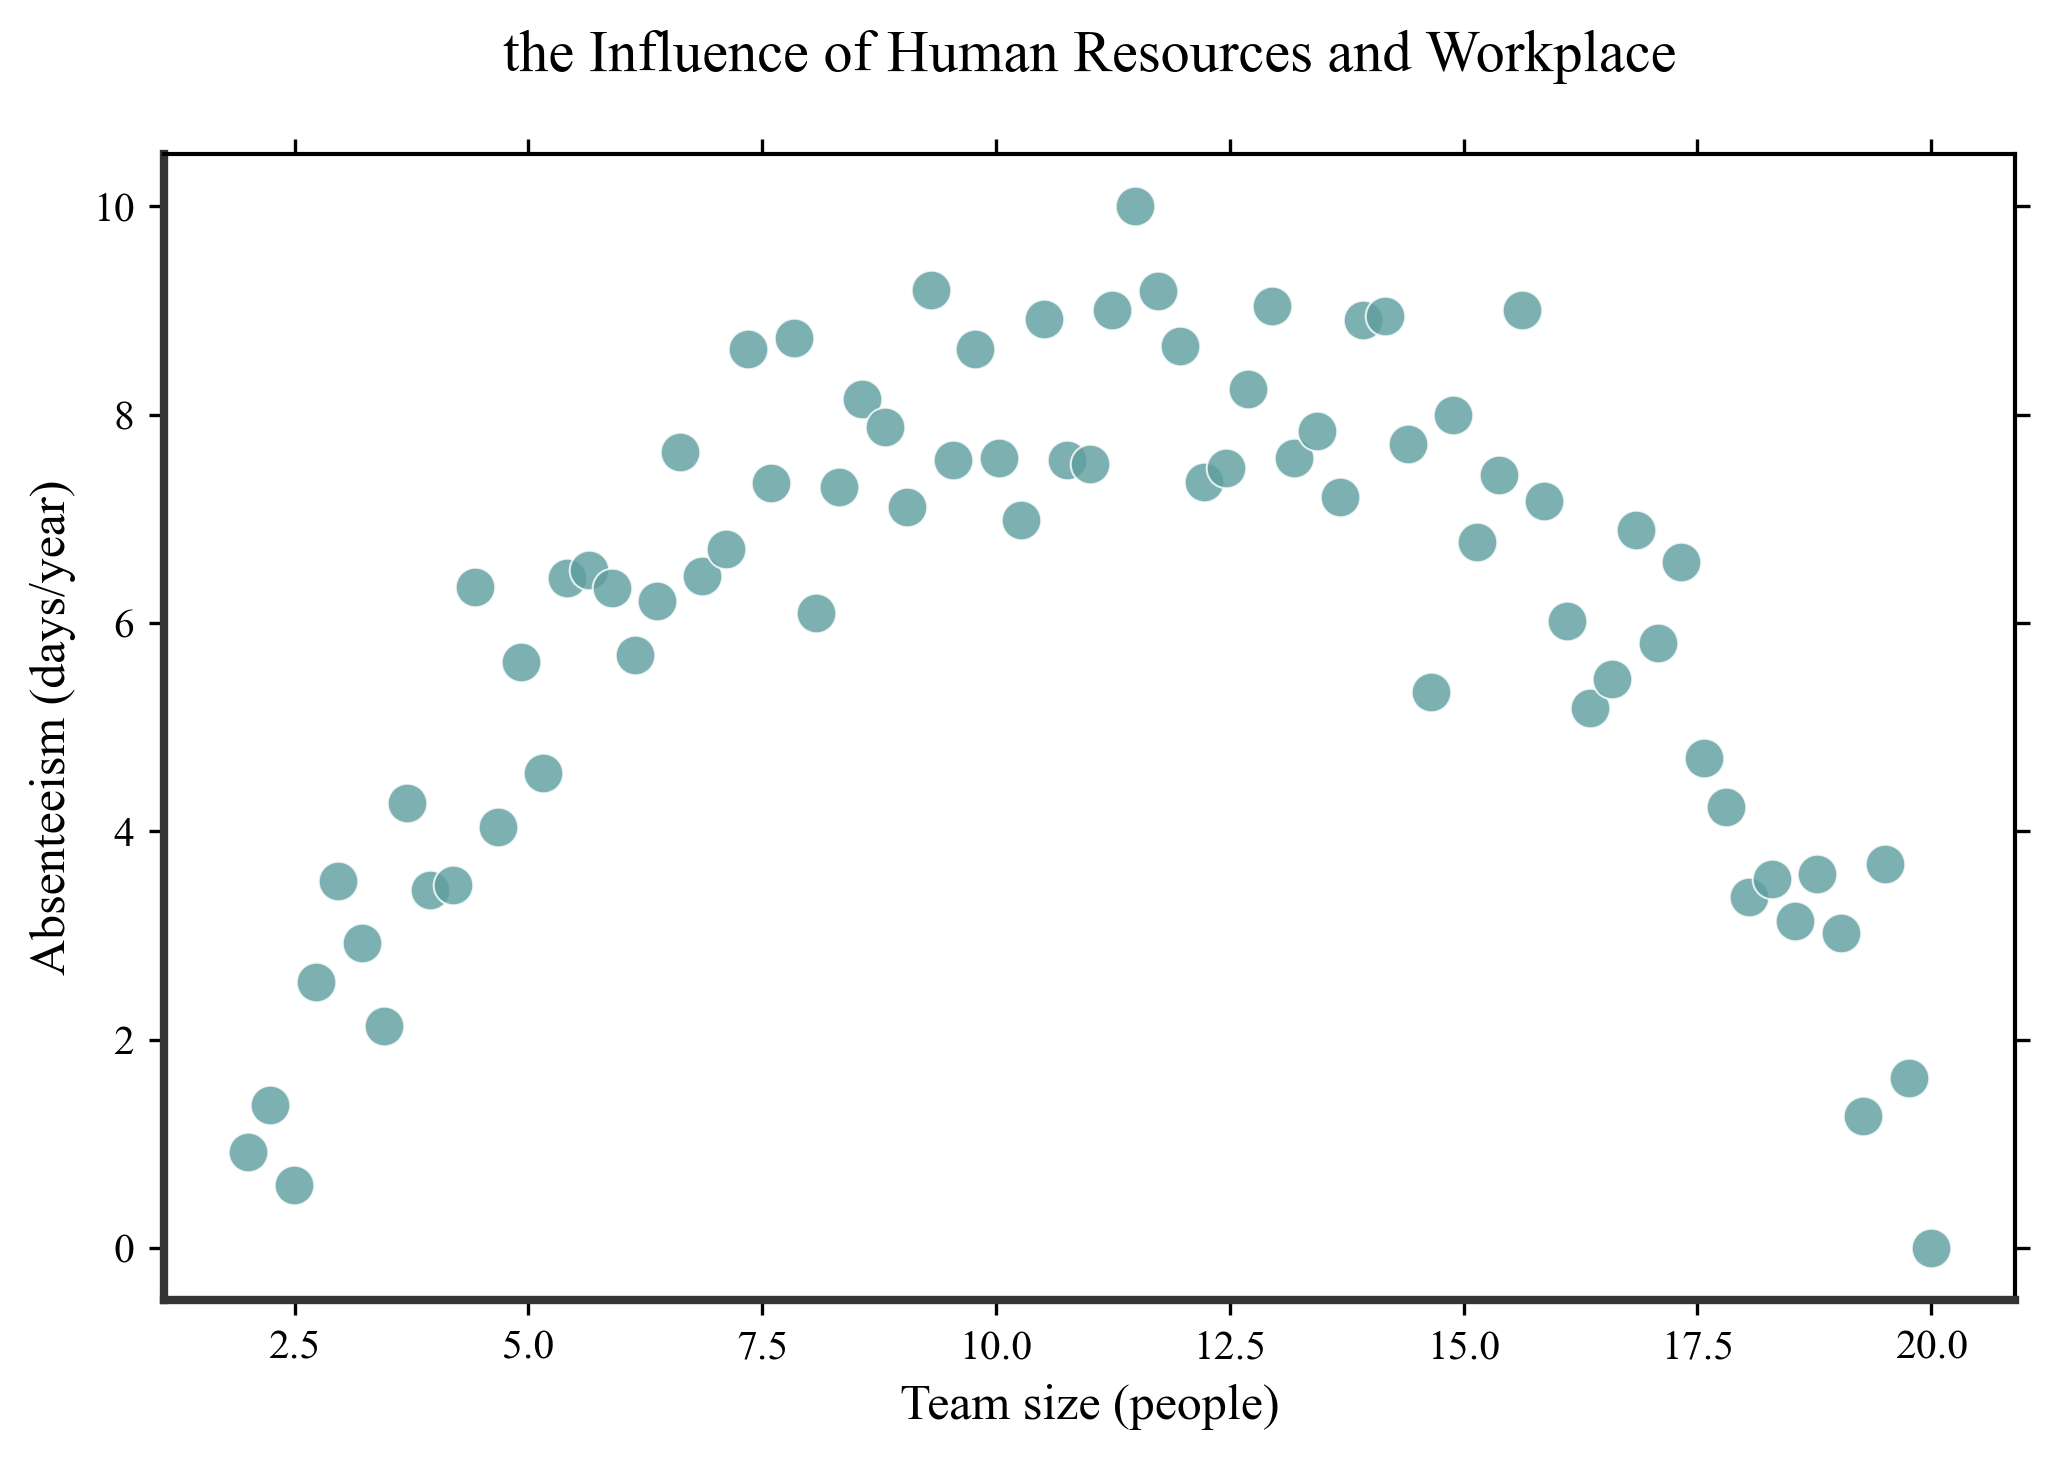 the Influence of Human Resources and Workplace
10
8
6
4
2
0
Absenteeism (days/year)
2.5 5.0 7.5 10.0 12.5 15.0 17.5 20.0
Team size (people)